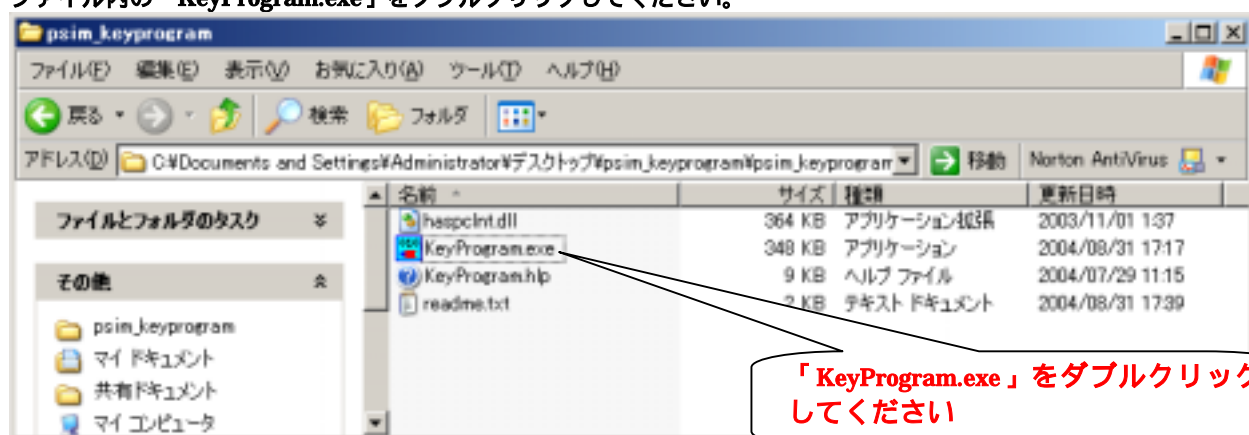 ファイル内の「KeyProgram.exe」をダブルクリックしてください。
psim_keyprogram
ファイル(F) 編集(E) 表示(V) お気に入り(A) ツール(T) ヘルプ(H)
戻る 検索 フォルダ
アドレス(D) C:¥Documents and Settings¥Administrator¥デスクトップ¥psim_keyprogram¥psim_keyprogram 移動 Norton AntiVirus
名前 サイズ 種類 更新日時
ファイルとフォルダのタスク
haspclnt.dll 364 KB アプリケーション拡張 2003/11/01 1:37
KeyProgram.exe 348 KB アプリケーション 2004/08/31 17:17
その他
KeyProgram.hlp 9 KB ヘルプ ファイル 2004/07/29 11:15
readme.txt 2 KB テキスト ドキュメント 2004/08/31 17:39
psim_keyprogram
マイ ドキュメント
共有ドキュメント
マイ コンピュータ
「KeyProgram.exe」をダブルクリック
してください